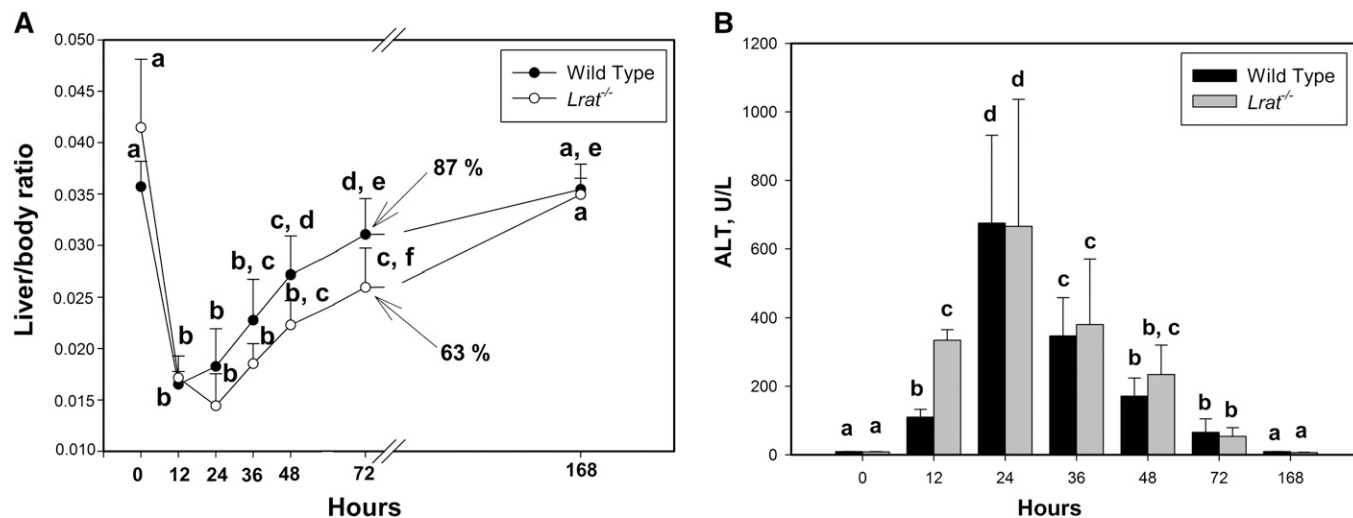 A
0.050
0.045
0.040
0.035
0.030
0.025
0.020
0.015
0.010
Liver/body ratio
Wild Type
Lrat-/-
a
a
b
b
b
b
b, c
b
c, d
b, c
d, e
c, f
87 %
63 %
a, e
a
0 12 24 36 48 72 168
Hours
B
1200
1000
800
600
400
200
0
ALT, U/L
Wild Type
Lrat-/-
a a
b c
d d
c c
b b, c
b b
a a
0 12 24 36 48 72 168
Hours